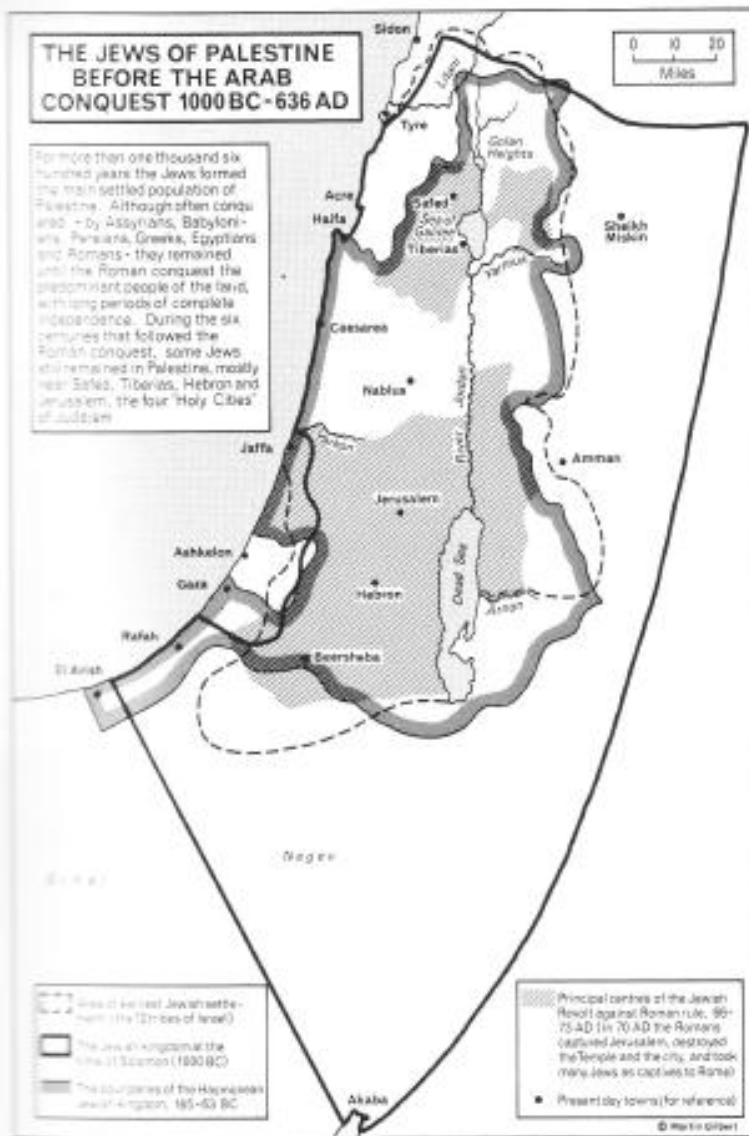 THE JEWS OF PALESTINE
BEFORE THE ARAB
CONQUEST 1000 BC-636 AD
For more than one thousand six
hundred years the Jews formed
the main settled population of
Palestine. Although often conqu
ered - by Assyrians, Babyloni-
ans, Persians, Greeks, Egyptians
and Romans - they remained
until the Roman conquest the
predominant people of the land,
with long periods of complete
independence. During the six
centuries that followed the
Roman conquest, some Jews
still remained in Palestine, mostly
near Safed, Tiberias, Hebron and
Jerusalem, the four "Holy Cities"
of Judaism
0 10 20
Miles
Sidon
Litani
Tyre
Golan
Heights
Acre
Haifa
Safed
Sea of
Galilee
Tiberias
Sheikh
Miskin
Yarmuk
Caesarea
Nablus
River Jordan
Jaffa
Yarkon
Amman
Jerusalem
Ashkelon
Gaza
Hebron
Dead Sea
Arnon
Rafah
Beersheba
El Arish
Negev
Sinai
Akaba
Area of earliest Jewish settle-
ment (the 12 tribes of Israel)
The Jewish Kingdom at the
time of Solomon (1000 BC)
The boundaries of the Hasmonean
Jewish Kingdom, 165-63 BC
Principal centres of the Jewish
Revolt against Roman rule, 66-
73 AD (in 70 AD the Romans
captured Jerusalem, destroyed
the Temple and the city, and took
many Jews as captives to Rome)
Present day towns (for reference)
© Martin Gilbert